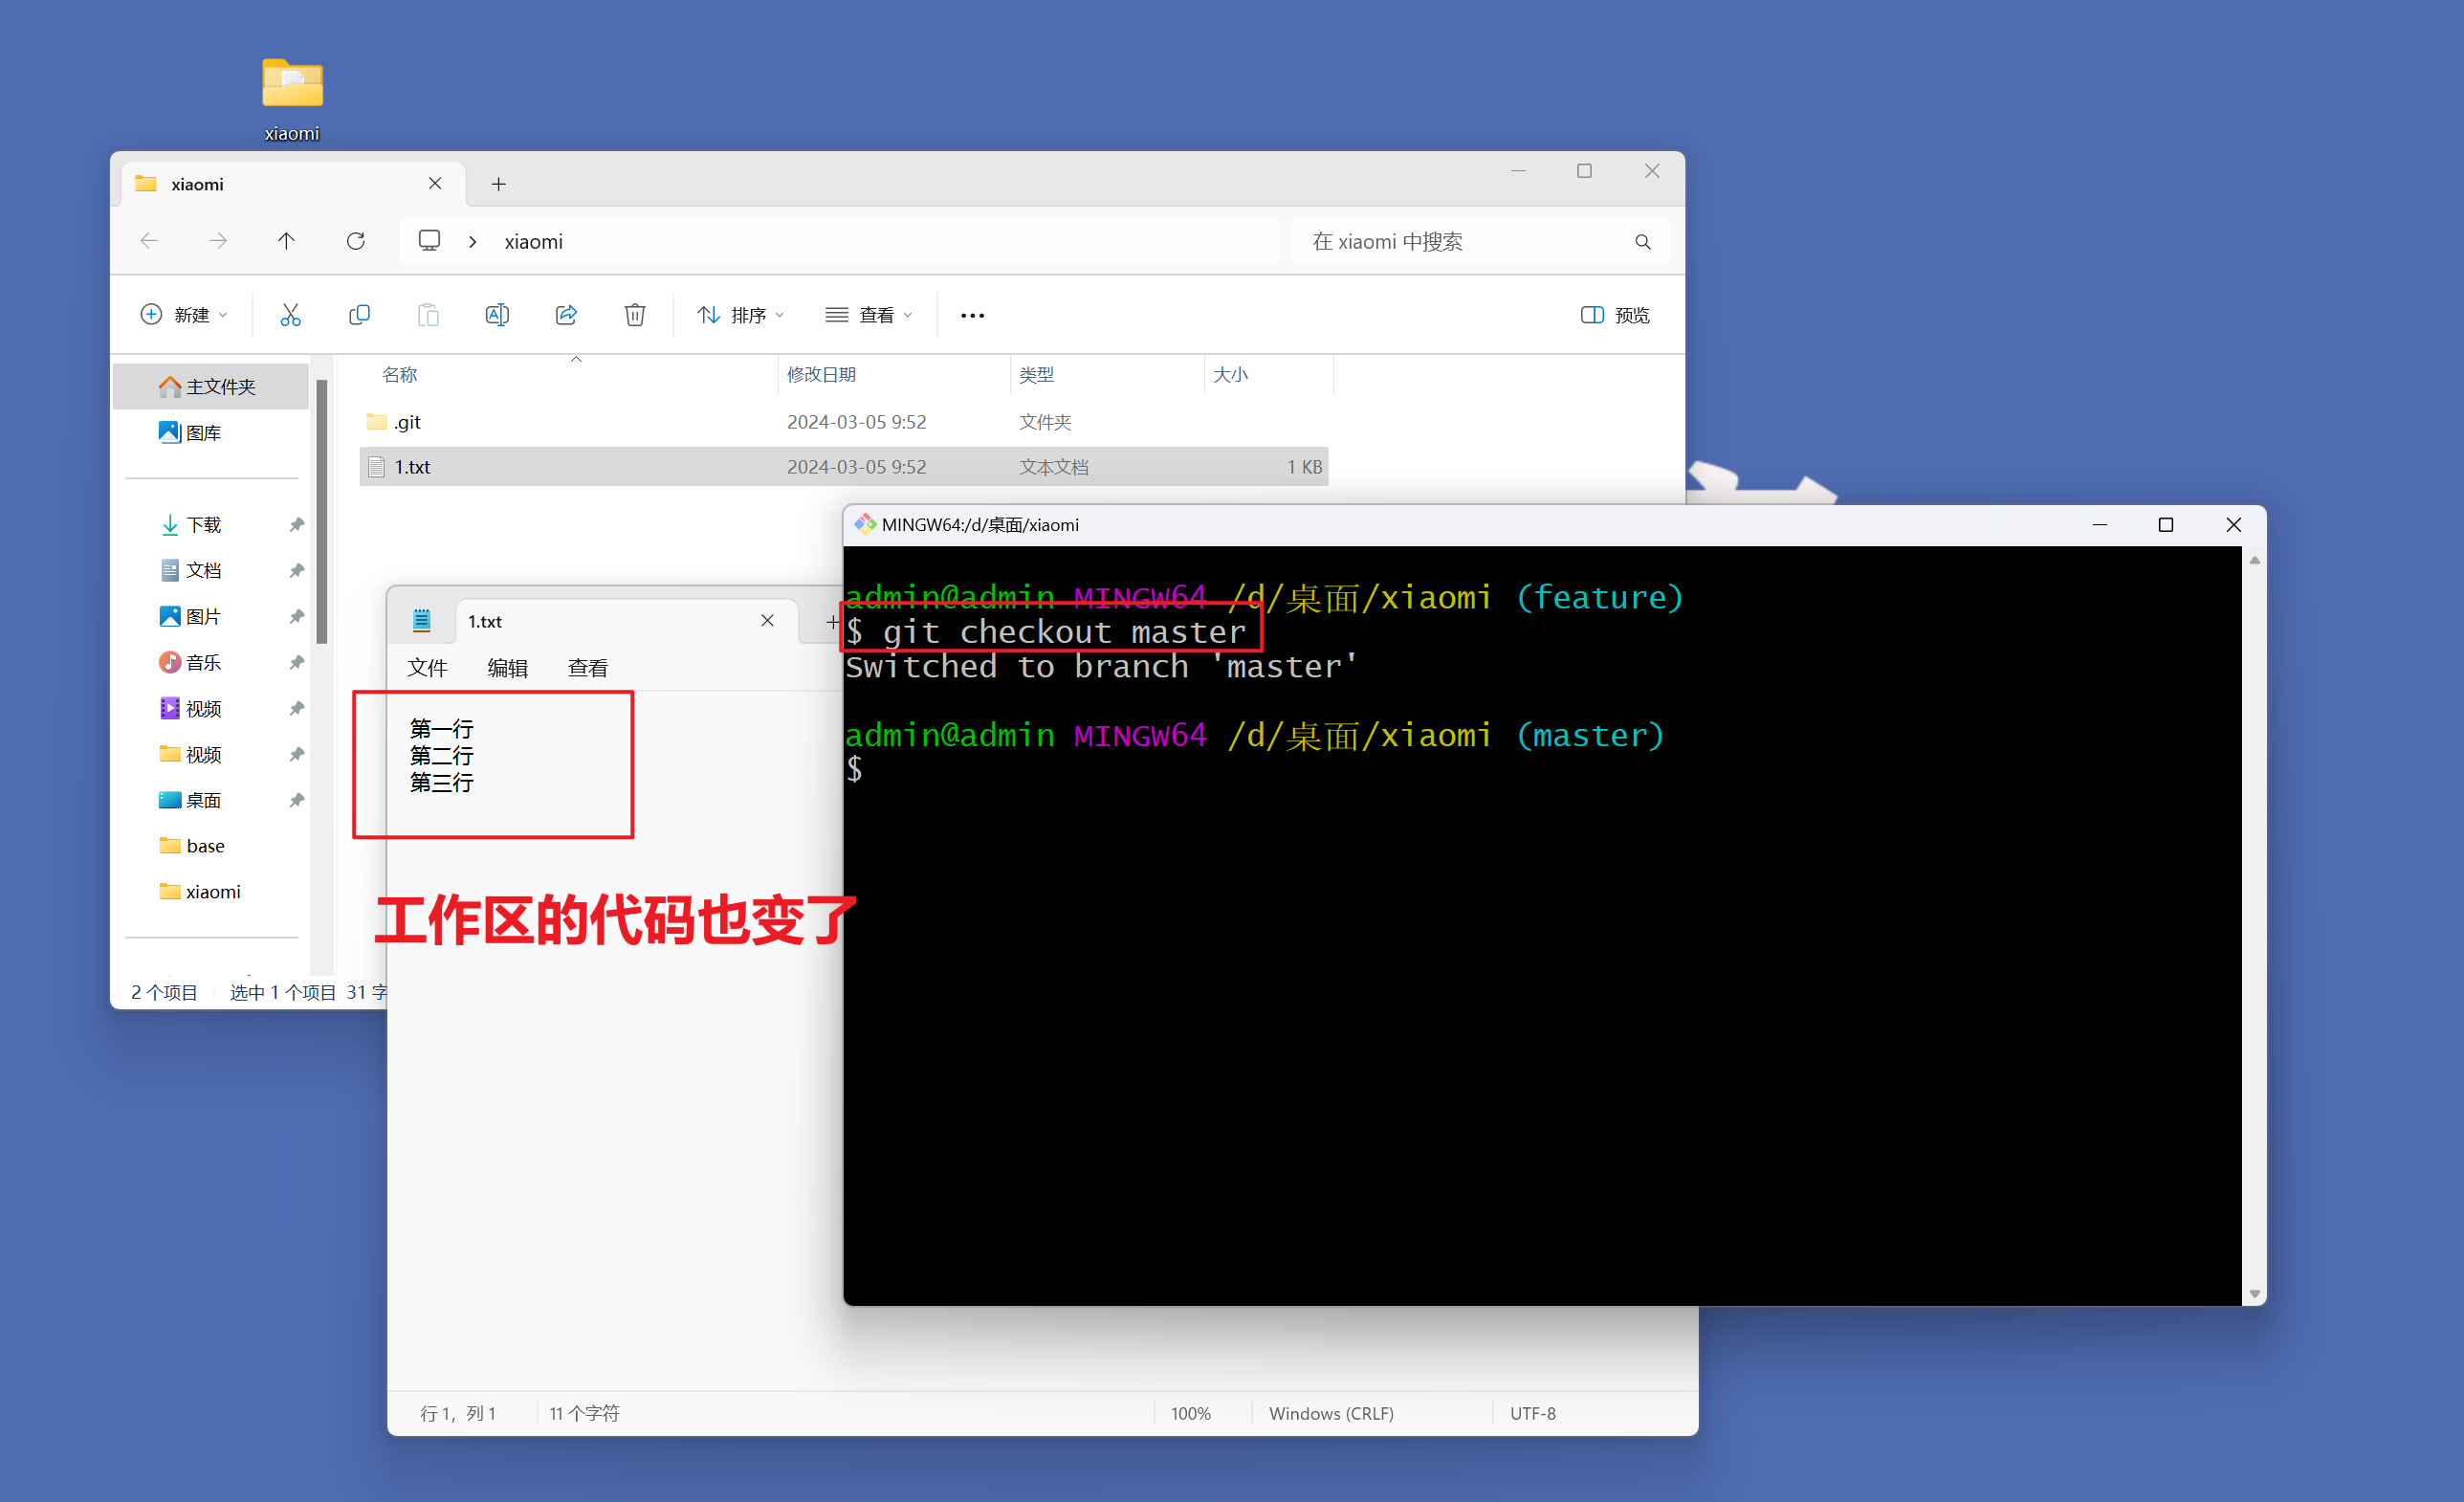 xiaomi
xiaomi
xiaomi
在 xiaomi 中搜索
新建
排序
查看
预览
主文件夹
图库
下载
文档
图片
音乐
视频
视频
桌面
base
xiaomi
名称 修改日期 类型 大小
.git 2024-03-05 9:52 文件夹
1.txt 2024-03-05 9:52 文本文档 1 KB
2 个项目 选中 1 个项目 31 字
1.txt
文件 编辑 查看
第一行
第二行
第三行
工作区的代码也变了
行 1，列 1 11 个字符 100% Windows (CRLF) UTF-8
MINGW64:/d/桌面/xiaomi
admin@admin MINGW64 /d/桌面/xiaomi (feature)
$ git checkout master
Switched to branch 'master'
admin@admin MINGW64 /d/桌面/xiaomi (master)
$